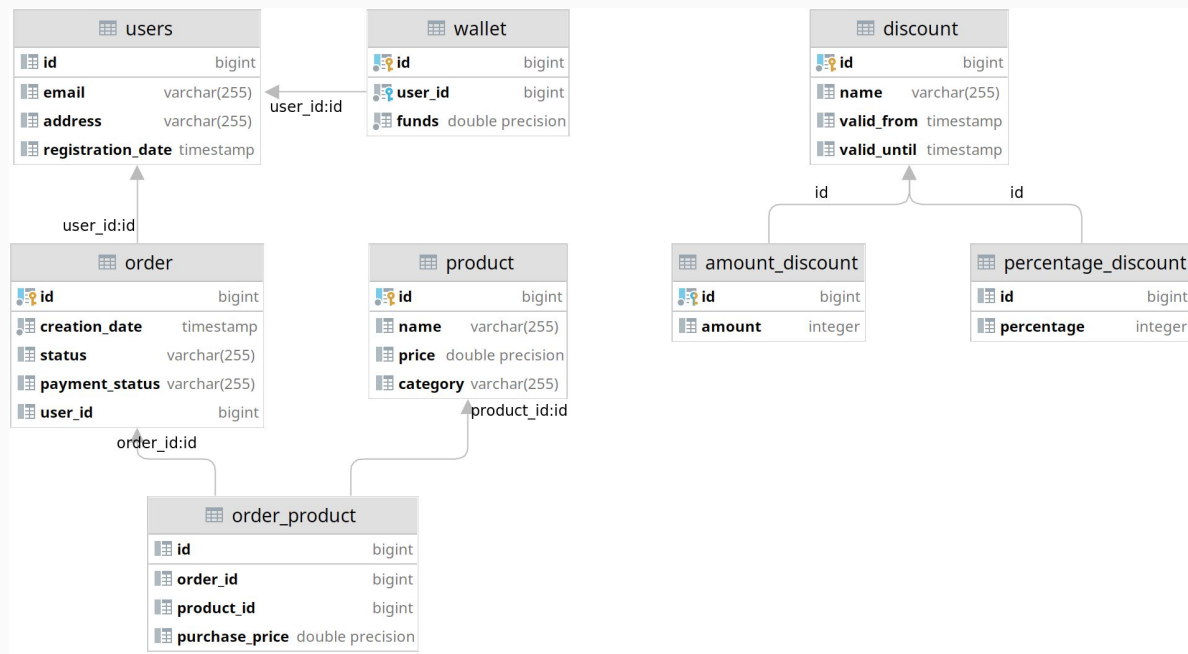 users
id bigint
email varchar(255)
address varchar(255)
registration_date timestamp
user_id:id
wallet
id bigint
user_id bigint
funds double precision
discount
id bigint
name varchar(255)
valid_from timestamp
valid_until timestamp
user_id:id
id
id
order
id bigint
creation_date timestamp
status varchar(255)
payment_status varchar(255)
user_id bigint
product
id bigint
name varchar(255)
price double precision
category varchar(255)
amount_discount
id bigint
amount integer
percentage_discount
id bigint
percentage integer
order_id:id
product_id:id
order_product
id bigint
order_id bigint
product_id bigint
purchase_price double precision